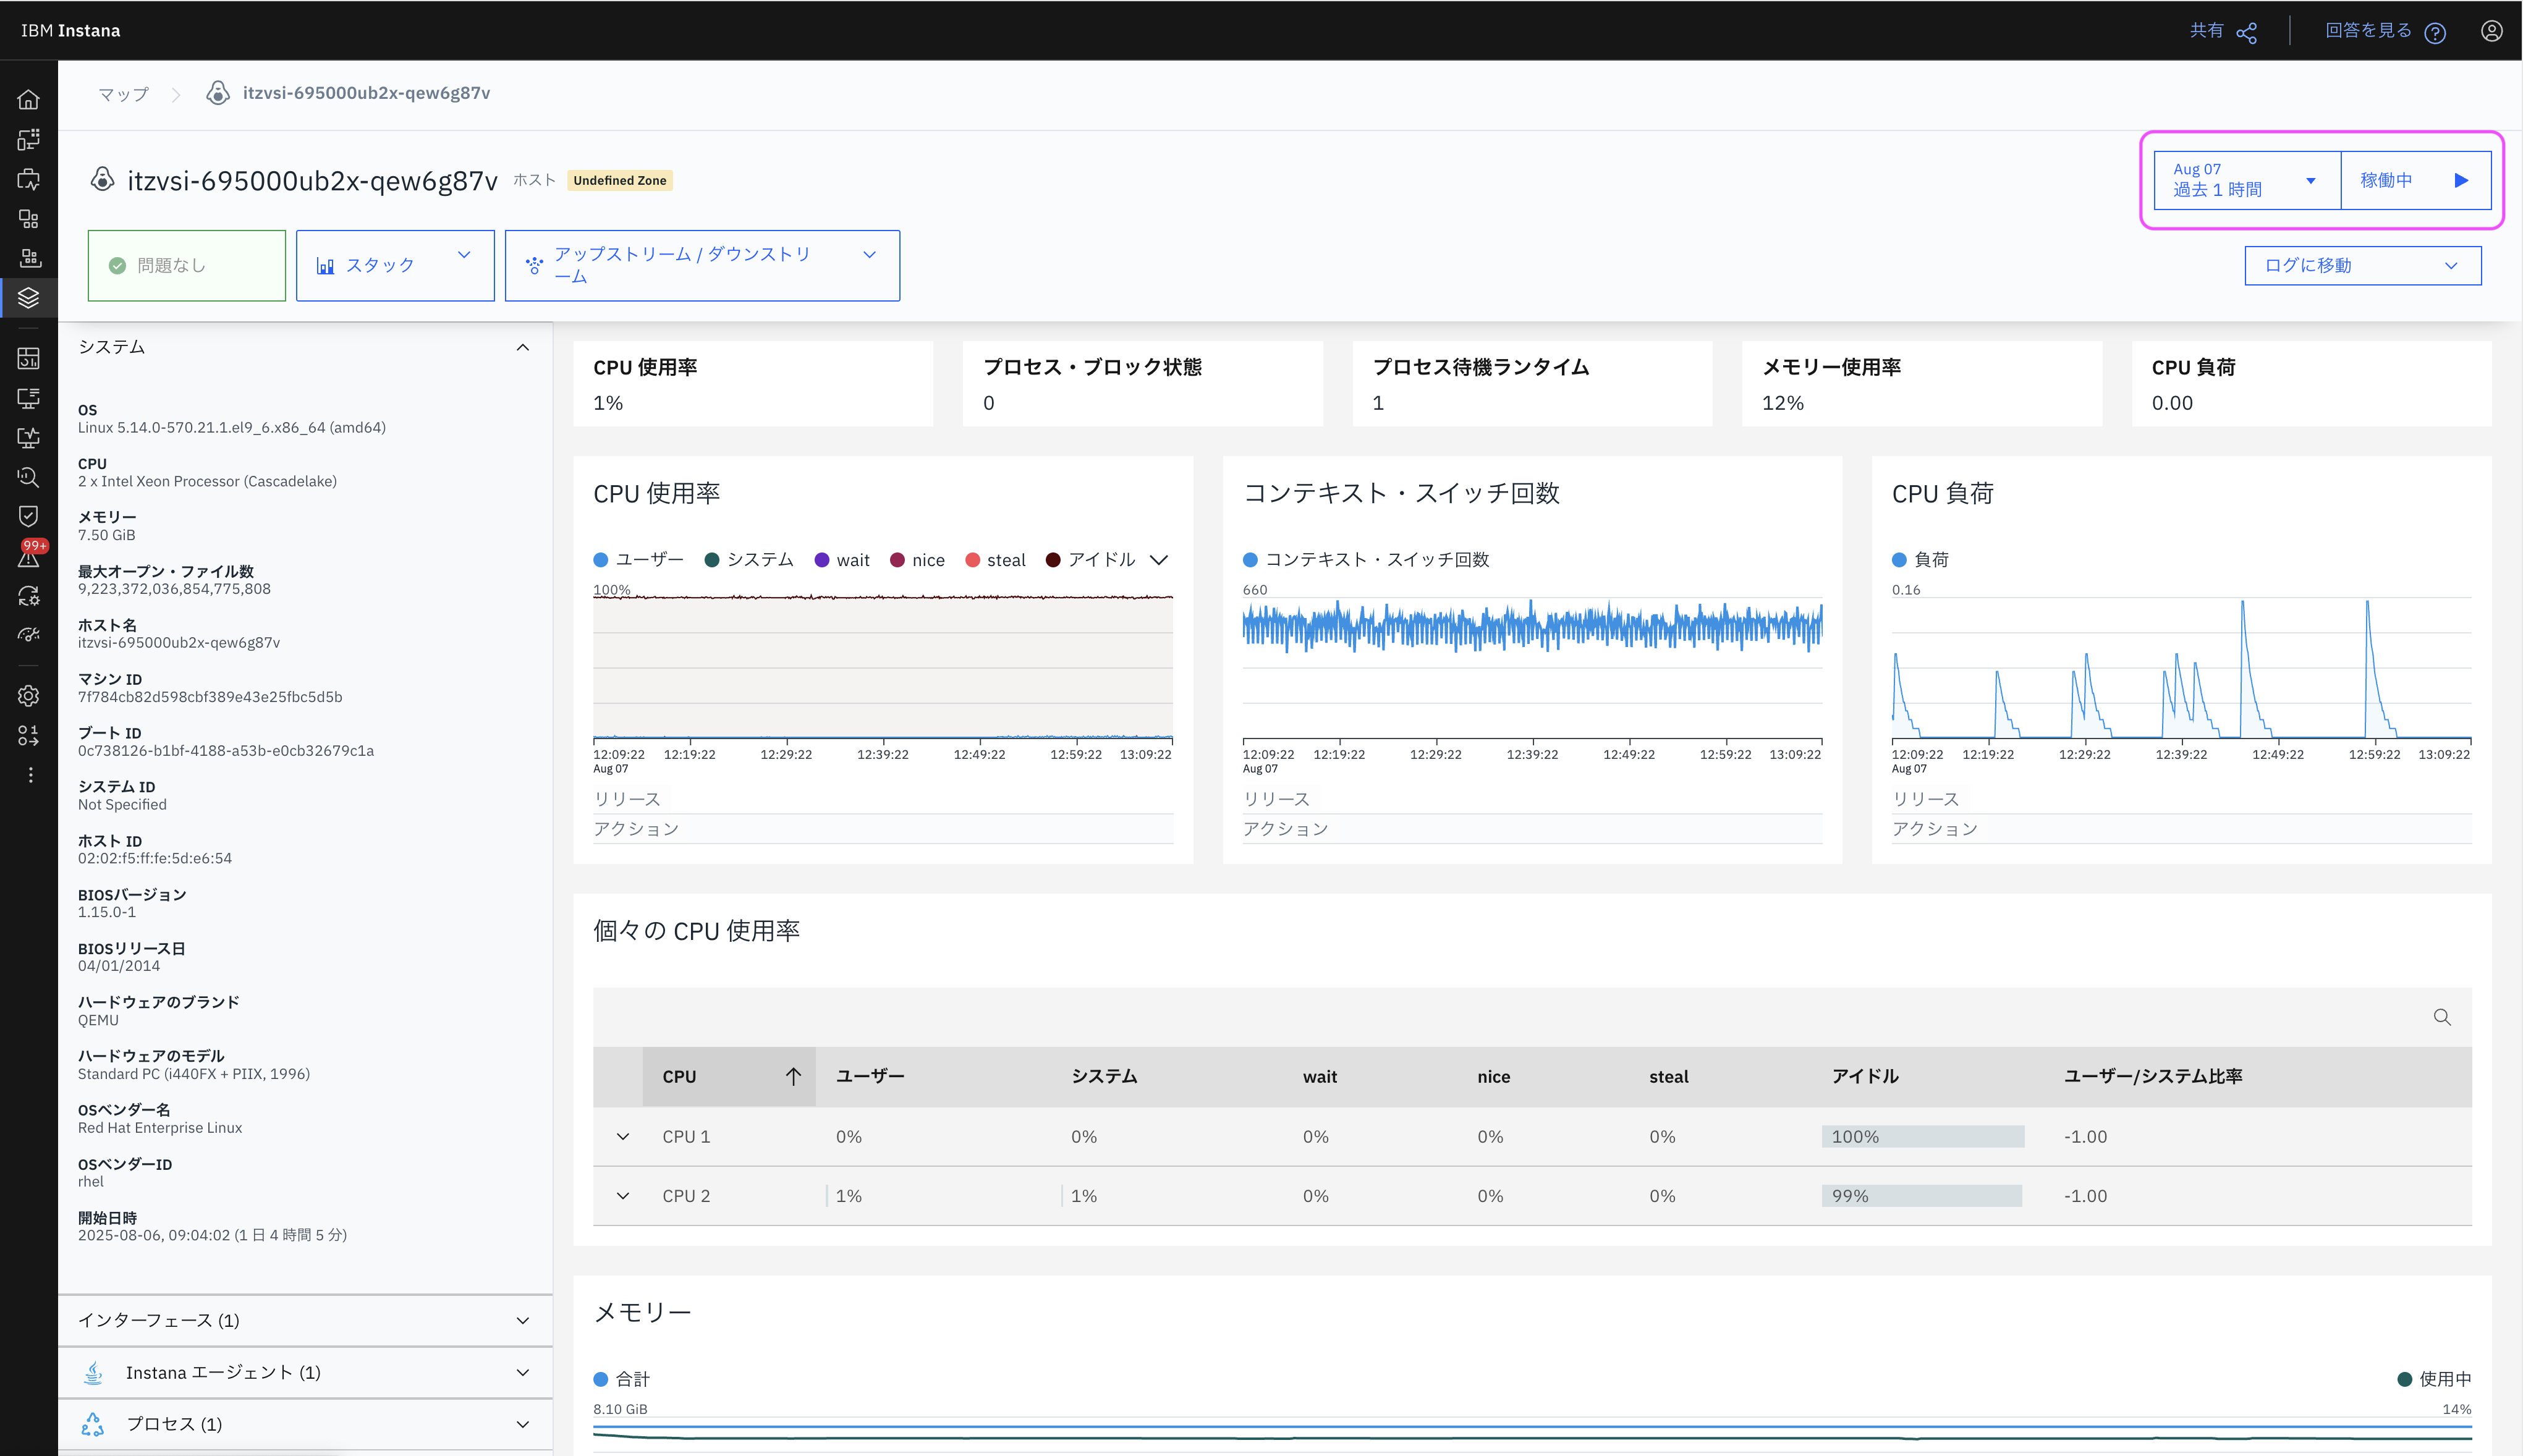 IBM Instana
共有
回答を見る
マップ
itzvsi-695000ub2x-qew6g87v
itzvsi-695000ub2x-qew6g87v ホスト Undefined Zone
Aug 07
過去 1 時間
稼働中
問題なし
スタック
アップストリーム / ダウンストリ
ーム
ログに移動
99+
システム
OS
Linux 5.14.0-570.21.1.el9_6.x86_64 (amd64)
CPU
2 x Intel Xeon Processor (Cascadelake)
メモリー
7.50 GiB
最大オープン・ファイル数
9,223,372,036,854,775,808
ホスト名
itzvsi-695000ub2x-qew6g87v
マシン ID
7f784cb82d598cbf389e43e25fbc5d5b
ブート ID
0c738126-b1bf-4188-a53b-e0cb32679c1a
システム ID
Not Specified
ホスト ID
02:02:f5:ff:fe:5d:e6:54
BIOSバージョン
1.15.0-1
BIOSリリース日
04/01/2014
ハードウェアのブランド
QEMU
ハードウェアのモデル
Standard PC (i440FX + PIIX, 1996)
OSベンダー名
Red Hat Enterprise Linux
OSベンダーID
rhel
開始日時
2025-08-06, 09:04:02 (1 日 4 時間 5 分)
インターフェース (1)
Instana エージェント (1)
プロセス (1)
CPU 使用率
1%
プロセス・ブロック状態
0
プロセス待機ランタイム
1
メモリー使用率
12%
CPU 負荷
0.00
CPU 使用率
ユーザー システム wait nice steal アイドル
100%
12:09:22 12:19:22 12:29:22 12:39:22 12:49:22 12:59:22 13:09:22
Aug 07
リリース
アクション
コンテキスト・スイッチ回数
コンテキスト・スイッチ回数
660
12:09:22 12:19:22 12:29:22 12:39:22 12:49:22 12:59:22 13:09:22
Aug 07
リリース
アクション
CPU 負荷
負荷
0.16
12:09:22 12:19:22 12:29:22 12:39:22 12:49:22 12:59:22 13:09:22
Aug 07
リリース
アクション
個々の CPU 使用率
CPU ユーザー システム wait nice steal アイドル ユーザー/システム比率
CPU 1 0% 0% 0% 0% 0% 100% -1.00
CPU 2 1% 1% 0% 0% 0% 99% -1.00
メモリー
合計 使用中
8.10 GiB 14%